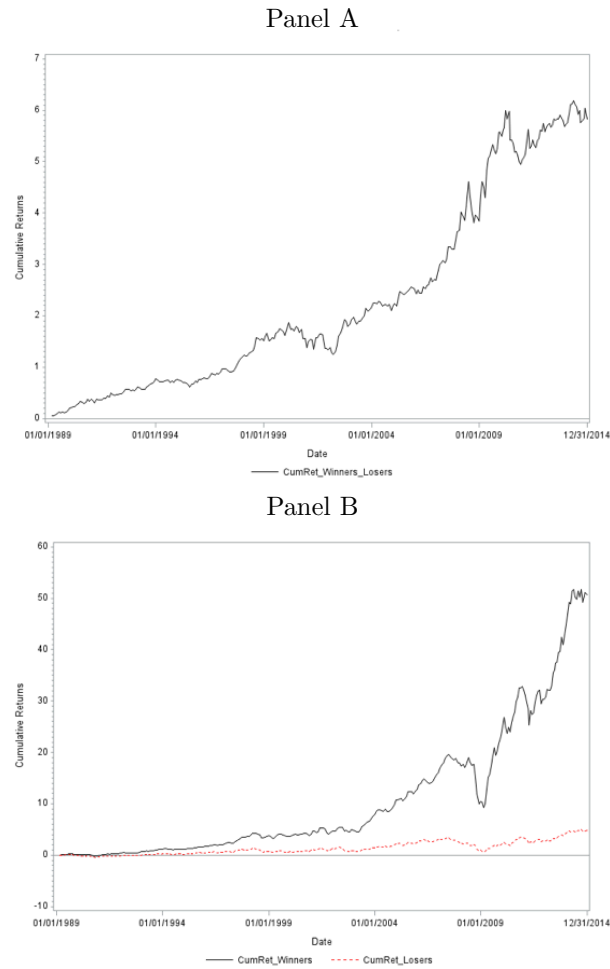 Panel A
7
6
5
4
3
2
1
0
Cumulative Returns
01/01/1989 01/01/1994 01/01/1999 01/01/2004 01/01/2009 12/31/2014
Date
CumRet_Winners_Losers
Panel B
60
50
40
30
20
10
0
-10
Cumulative Returns
01/01/1989 01/01/1994 01/01/1999 01/01/2004 01/01/2009 12/31/2014
Date
CumRet_Winners CumRet_Losers